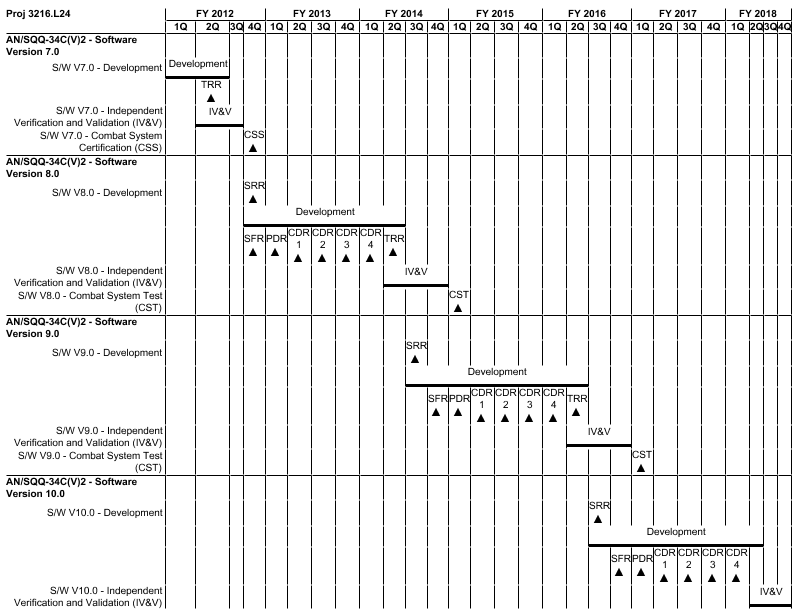 Proj 3216.L24 FY 2012 FY 2013 FY 2014 FY 2015 FY 2016 FY 2017 FY 2018
1Q 2Q 3Q 4Q 1Q 2Q 3Q 4Q 1Q 2Q 3Q 4Q 1Q 2Q 3Q 4Q 1Q 2Q 3Q 4Q 1Q 2Q 3Q 4Q 1Q 2Q 3Q 4Q
AN/SQQ-34C(V)2 - Software
Version 7.0
S/W V7.0 - Development Development
TRR
S/W V7.0 - Independent IV&V
Verification and Validation (IV&V)
S/W V7.0 - Combat System CSS
Certification (CSS)
AN/SQQ-34C(V)2 - Software
Version 8.0
S/W V8.0 - Development SRR
Development
SFR PDR CDR CDR CDR CDR TRR
1 2 3 4
S/W V8.0 - Independent IV&V
Verification and Validation (IV&V)
S/W V8.0 - Combat System Test CST
(CST)
AN/SQQ-34C(V)2 - Software
Version 9.0
S/W V9.0 - Development SRR
Development
SFR PDR CDR CDR CDR CDR TRR
1 2 3 4
S/W V9.0 - Independent IV&V
Verification and Validation (IV&V)
S/W V9.0 - Combat System Test CST
(CST)
AN/SQQ-34C(V)2 - Software
Version 10.0
S/W V10.0 - Development SRR
Development
SFR PDR CDR CDR CDR CDR
1 2 3 4
S/W V10.0 - Independent IV&V
Verification and Validation (IV&V)